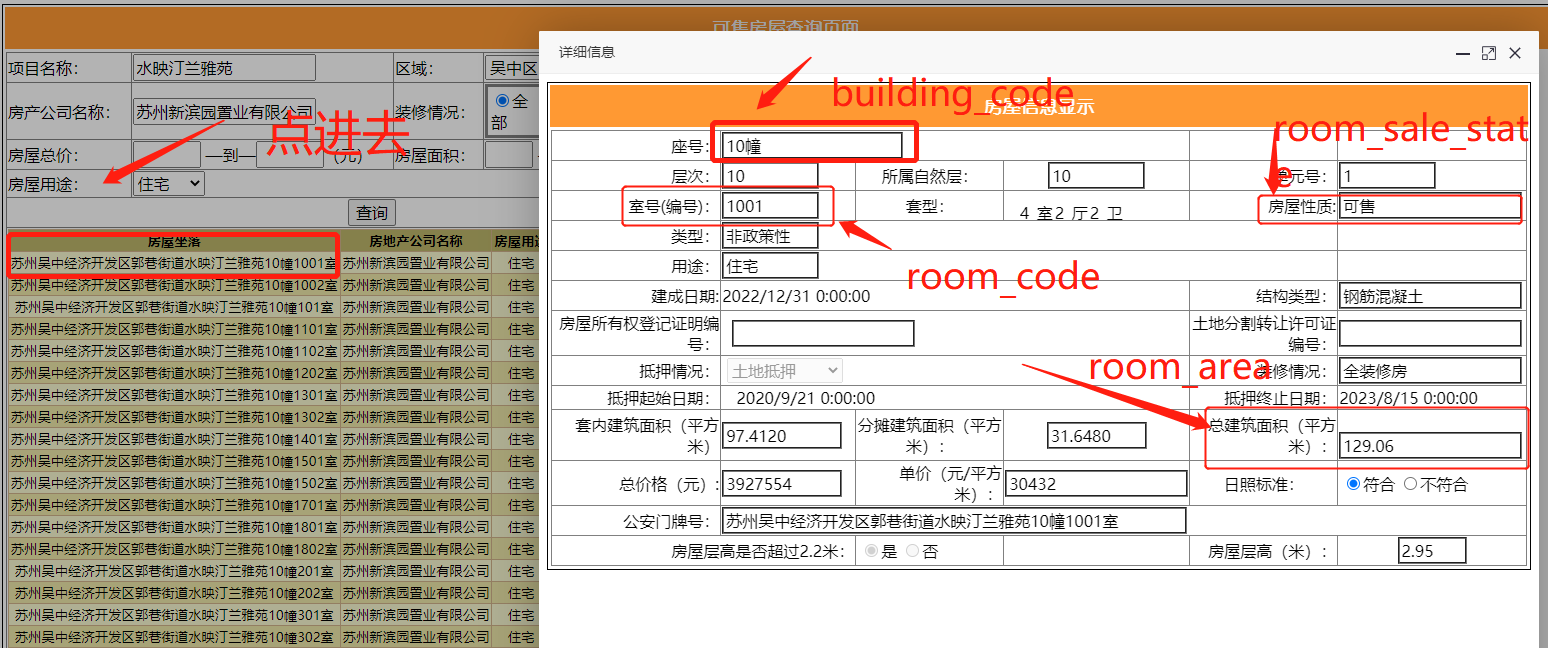 可售房屋查询页面
项目名称: 水映汀兰雅苑 区域: 吴中区
房产公司名称: 苏州新滨园置业有限公司 装修情况: 全部
点进去
房屋总价: —到— (元) 房屋面积:
房屋用途: 住宅
查询
房屋坐落 房地产公司名称 房屋用途
苏州吴中经济开发区郭巷街道水映汀兰雅苑10幢1001室 苏州新滨园置业有限公司 住宅
苏州吴中经济开发区郭巷街道水映汀兰雅苑10幢1002室 苏州新滨园置业有限公司 住宅
苏州吴中经济开发区郭巷街道水映汀兰雅苑10幢101室 苏州新滨园置业有限公司 住宅
苏州吴中经济开发区郭巷街道水映汀兰雅苑10幢1101室 苏州新滨园置业有限公司 住宅
苏州吴中经济开发区郭巷街道水映汀兰雅苑10幢1102室 苏州新滨园置业有限公司 住宅
苏州吴中经济开发区郭巷街道水映汀兰雅苑10幢1202室 苏州新滨园置业有限公司 住宅
苏州吴中经济开发区郭巷街道水映汀兰雅苑10幢1301室 苏州新滨园置业有限公司 住宅
苏州吴中经济开发区郭巷街道水映汀兰雅苑10幢1302室 苏州新滨园置业有限公司 住宅
苏州吴中经济开发区郭巷街道水映汀兰雅苑10幢1401室 苏州新滨园置业有限公司 住宅
苏州吴中经济开发区郭巷街道水映汀兰雅苑10幢1501室 苏州新滨园置业有限公司 住宅
苏州吴中经济开发区郭巷街道水映汀兰雅苑10幢1502室 苏州新滨园置业有限公司 住宅
苏州吴中经济开发区郭巷街道水映汀兰雅苑10幢1701室 苏州新滨园置业有限公司 住宅
苏州吴中经济开发区郭巷街道水映汀兰雅苑10幢1801室 苏州新滨园置业有限公司 住宅
苏州吴中经济开发区郭巷街道水映汀兰雅苑10幢1802室 苏州新滨园置业有限公司 住宅
苏州吴中经济开发区郭巷街道水映汀兰雅苑10幢201室 苏州新滨园置业有限公司 住宅
苏州吴中经济开发区郭巷街道水映汀兰雅苑10幢202室 苏州新滨园置业有限公司 住宅
苏州吴中经济开发区郭巷街道水映汀兰雅苑10幢301室 苏州新滨园置业有限公司 住宅
苏州吴中经济开发区郭巷街道水映汀兰雅苑10幢302室 苏州新滨园置业有限公司 住宅
详细信息
building_code
房屋信息显示
room_sale_state
座号: 10幢
层次: 10 所属自然层: 10 单元号: 1
室号(编号): 1001 套型: 4 室2 厅2 卫 房屋性质: 可售
类型: 非政策性
room_code
用途: 住宅
建成日期: 2022/12/31 0:00:00 结构类型: 钢筋混凝土
房屋所有权登记证明编号: 土地分割转让许可证编号:
room_area
抵押情况: 土地抵押 装修情况: 全装修房
抵押起始日期: 2020/9/21 0:00:00 抵押终止日期: 2023/8/15 0:00:00
套内建筑面积（平方米） 97.4120 分摊建筑面积（平方米）: 31.6480 总建筑面积（平方米）: 129.06
总价格（元）: 3927554 单价（元/平方米）: 30432 日照标准: 符合 不符合
公安门牌号: 苏州吴中经济开发区郭巷街道水映汀兰雅苑10幢1001室
房屋层高是否超过2.2米: 是 否 房屋层高（米）: 2.95